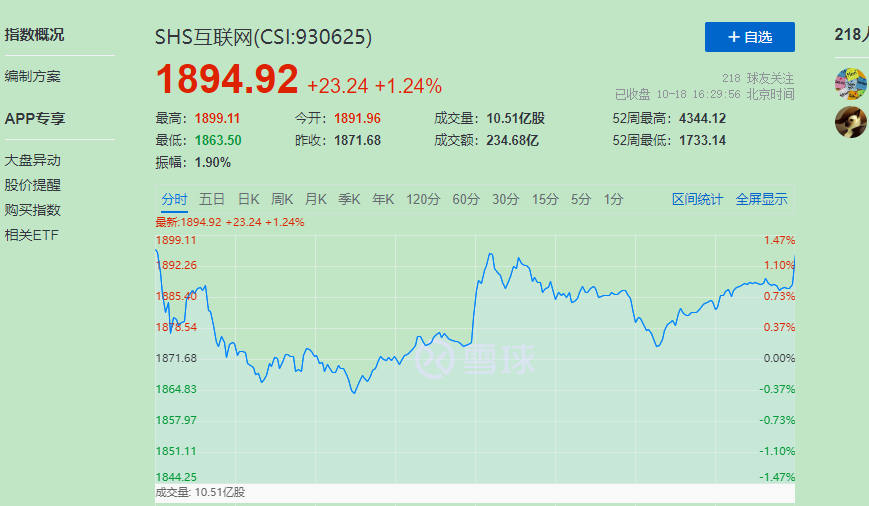 指数概况
编制方案
APP专享
大盘异动
股价提醒
购买指数
相关ETF
SHS互联网(CSI:930625)
+ 自选
1894.92 +23.24 +1.24%
218 球友关注
已收盘 10-18 16:29:56 北京时间
最高: 1899.11 今开: 1891.96 成交量: 10.51亿股 52周最高: 4344.12
最低: 1863.50 昨收: 1871.68 成交额: 234.68亿 52周最低: 1733.14
振幅: 1.90%
分时 五日 日K 周K 月K 季K 年K 120分 60分 30分 15分 5分 1分 区间统计 全屏显示
最新:1894.92 +23.24 +1.24%
1899.11 1.47%
1892.26 1.10%
1885.40 0.73%
1878.54 0.37%
1871.68 0.00%
雪球
1864.83 -0.37%
1857.97 -0.73%
1851.11 -1.10%
1844.25 -1.47%
成交量: 10.51亿股
218人